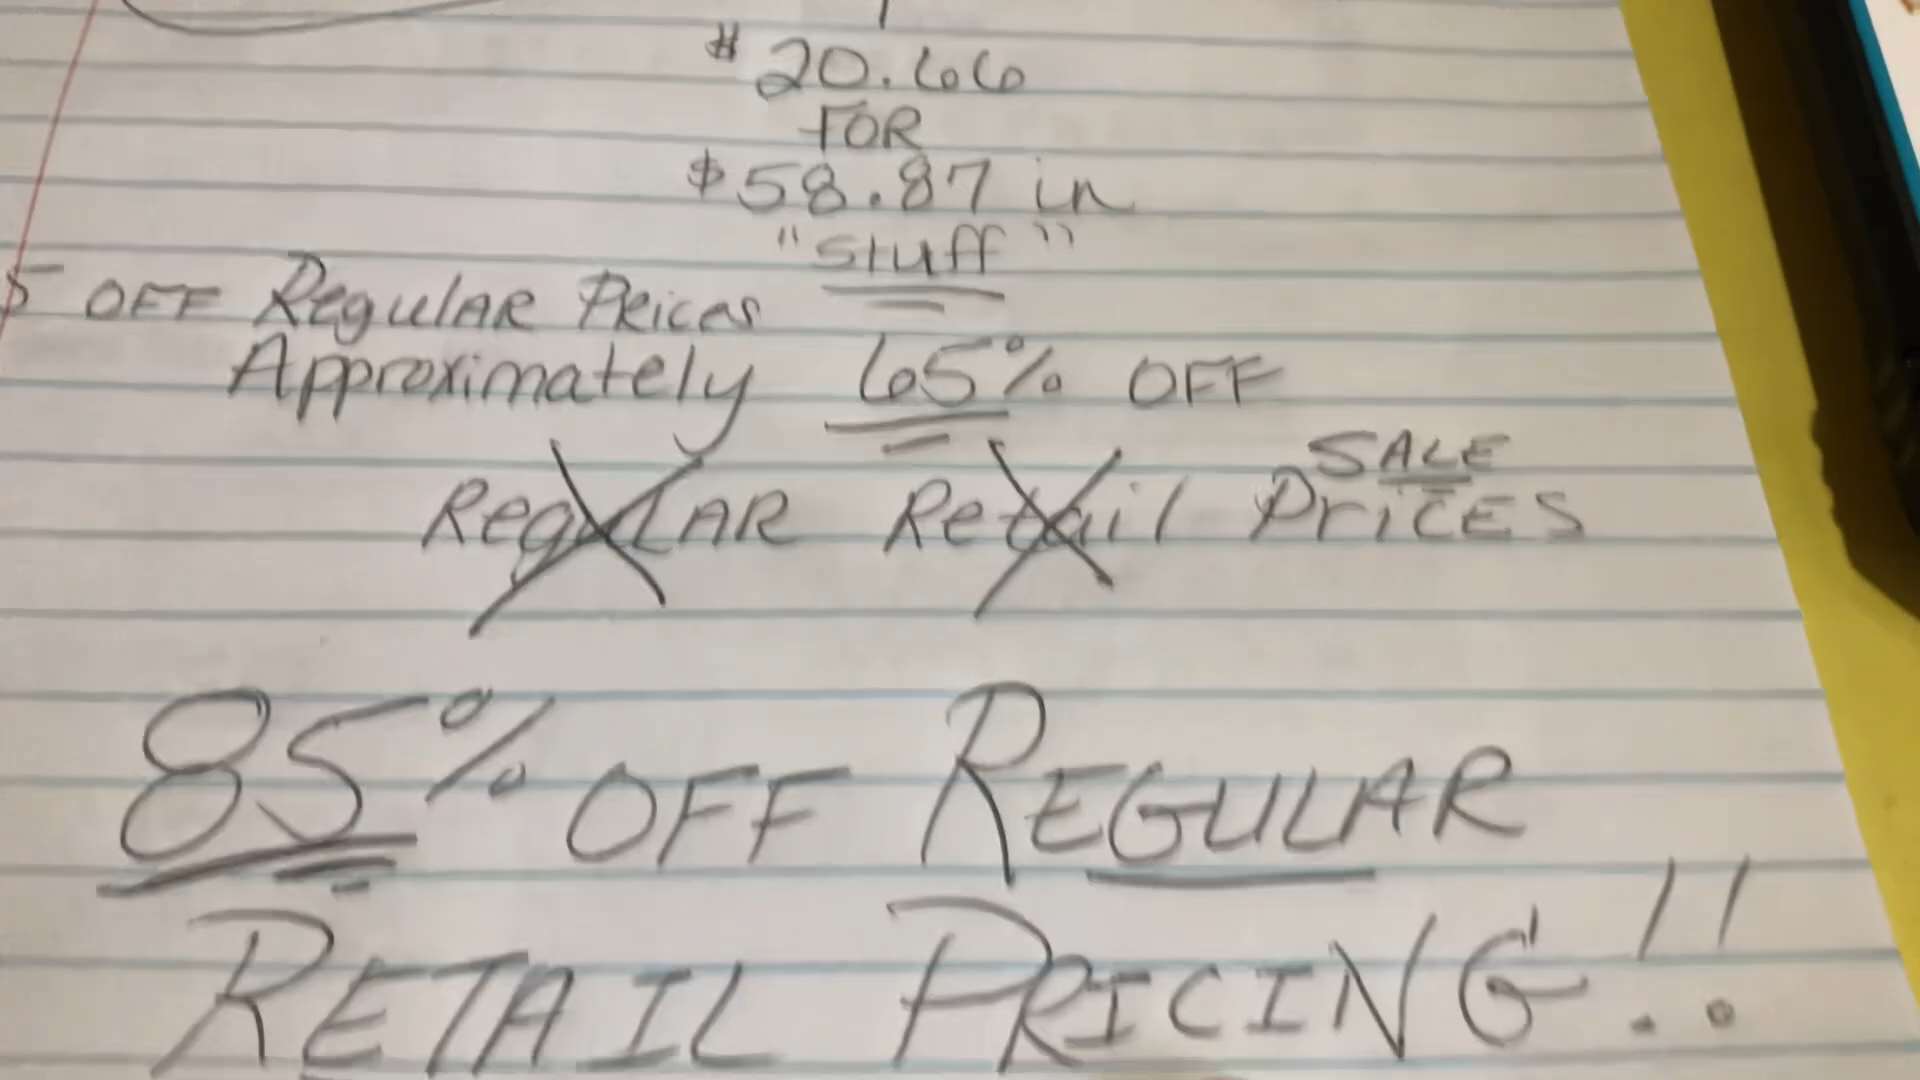 $20.66
FOR
$58.87 in
"Stuff"
OFF Regular Prices
Approximately 65% OFF
SALE
Regular Retail Prices
85% OFF REGULAR
RETAIL PRICING!!